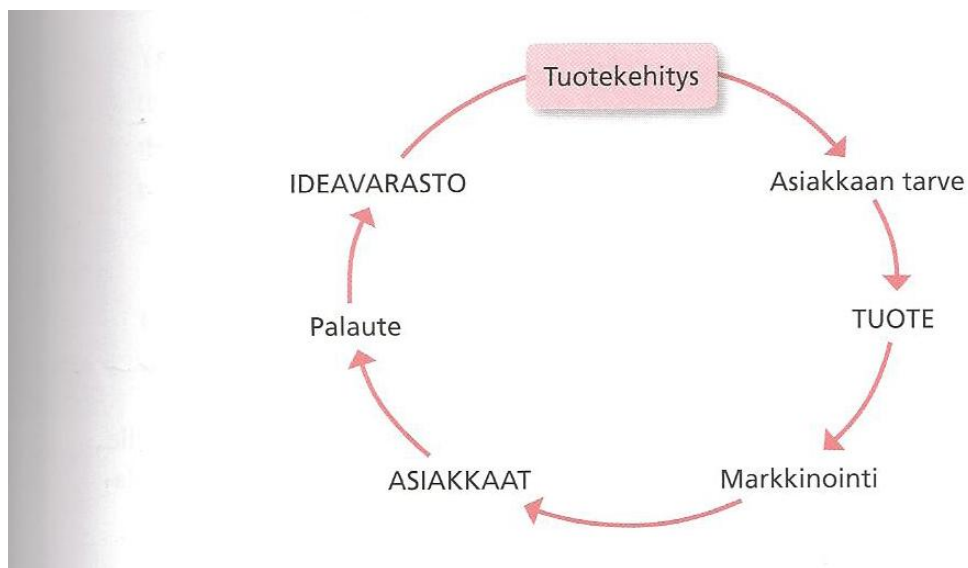 Tuotekehitys
Asiakkaan tarve
TUOTE
Markkinointi
ASIAKKAAT
Palaute
IDEAVARASTO